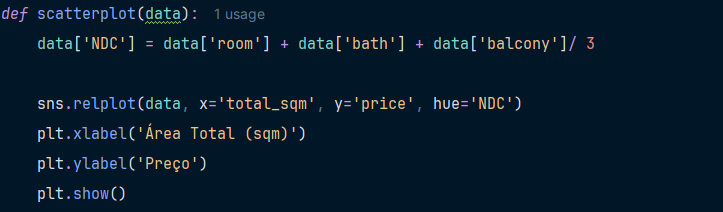 def scatterplot(data): 1 usage
    data['NDC'] = data['room'] + data['bath'] + data['balcony']/ 3
    sns.relplot(data, x='total_sqm', y='price', hue='NDC')
    plt.xlabel('Área Total (sqm)')
    plt.ylabel('Preço')
    plt.show()